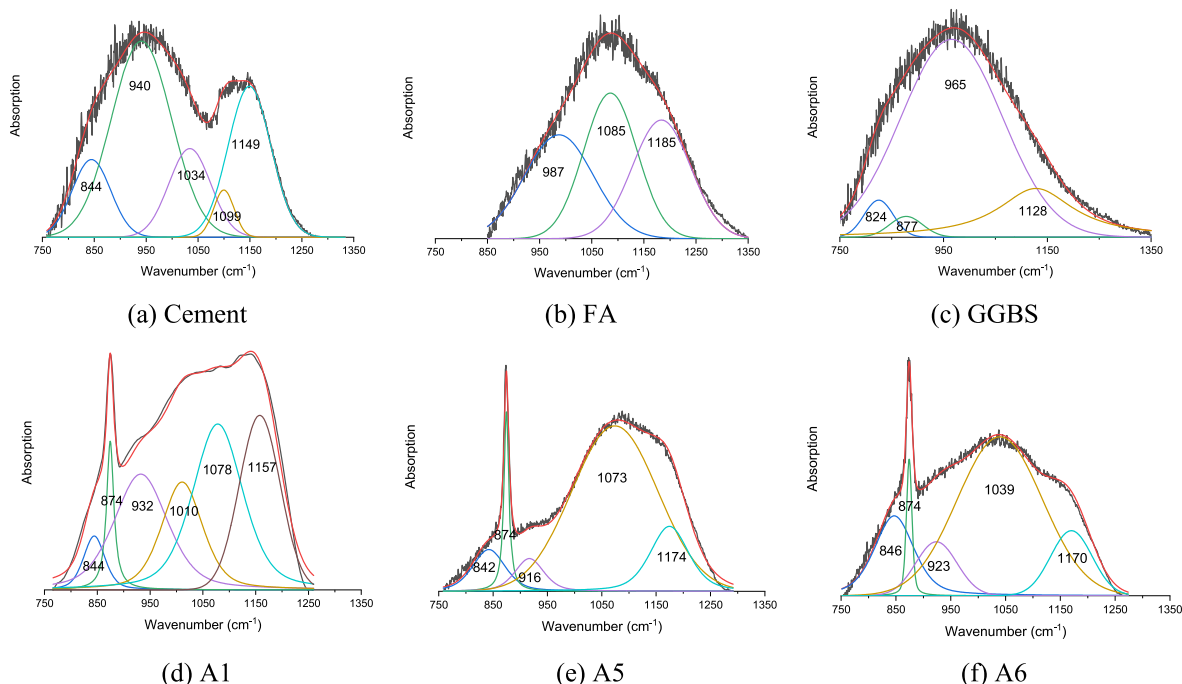 Absorption
940
844
1034
1149
1099
750 850 950 1050 1150 1250 1350
Wavenumber (cm⁻¹)
(a) Cement
Absorption
987
1085
1185
750 850 950 1050 1150 1250 1350
Wavenumber (cm⁻¹)
(b) FA
Absorption
965
824
877
1128
750 950 1150 1350
Wavenumber (cm⁻¹)
(c) GGBS
Absorption
874
932
1010
1078
1157
844
750 850 950 1050 1150 1250 1350
Wavenumber (cm⁻¹)
(d) A1
Absorption
1073
874
842
916
1174
750 850 950 1050 1150 1250 1350
Wavenumber (cm⁻¹)
(e) A5
Absorption
1039
874
846
923
1170
750 850 950 1050 1150 1250 1350
Wavenumber (cm⁻¹)
(f) A6